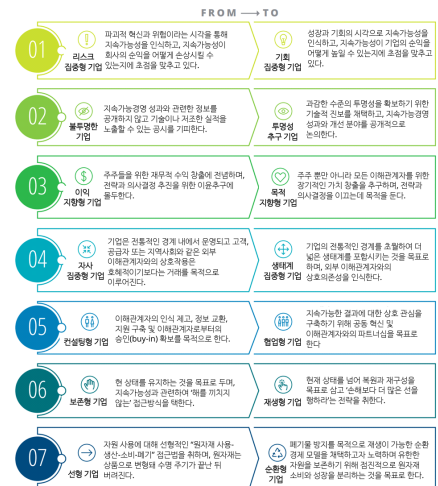 FROM → TO
01
리스크
집중형 기업
파괴적 혁신과 위험이라는 시각을 통해
지속가능성을 인식하고, 지속가능성이
회사의 순익을 어떻게 손상시킬 수
있는지에 초점을 맞추고 있다.
기회
집중형 기업
성장과 기회의 시각으로 지속가능성을
인식하고, 지속가능성이 기업의 순익을
어떻게 높일 수 있는지에 초점을 맞추고
있다.
02
불투명한
기업
지속가능경영 성과와 관련한 정보를
공개하지 않고 기술이나 저조한 실적을
노출할 수 있는 공시를 기피한다.
투명성
추구 기업
과감한 수준의 투명성을 확보하기 위한
기술적 진보를 채택하고, 지속가능경영
성과와 개선 분야를 공개적으로
논의한다.
03
이익
지향형 기업
주주들을 위한 재무적 수익 창출에 전념하며,
전략과 의사결정 추진을 위한 이윤추구에
몰두한다.
목적
지향형 기업
주주 뿐만 아니라 모든 이해관계자를 위한
장기적인 가치 창출을 추구하며, 전략과
의사결정을 이끄는데 목적을 둔다.
04
자사
집중형 기업
기업은 전통적인 경계 내에서 운영되고 고객,
공급자 또는 지역사회와 같은 외부
이해관계자와의 상호작용은
호혜적이기보다는 거래를 목적으로
이루어진다.
생태계
집중형 기업
기업의 전통적인 경계를 초월하여 더
넓은 생태계를 포함시키는 것을 목표로
하며, 외부 이해관계자와의
상호의존성을 인식한다.
05
컨설팅형 기업
이해관계자의 인식 제고, 정보 교환,
지원 구축 및 이해관계자로부터의
승인(buy-in) 확보를 목적으로 한다.
협업형 기업
지속가능한 결과에 대한 상호 관심을
구축하기 위해 공동 혁신 및
이해관계자와의 파트너십을 목표로
한다
06
보존형 기업
현 상태를 유지하는 것을 목표로 두며,
지속가능성과 관련하여 '해를 끼치지
않는' 접근방식을 택한다.
재생형 기업
현재 상태를 넘어 복원과 재구성을
목표로 삼고 '손해보다 더 많은 선을
행하라'는 전략을 취한다.
07
선형 기업
자원 사용에 대해 선형적인 "원자재 사용-
생산-소비-폐기" 접근법을 취하며, 원자재는
상품으로 변형돼 수명 주기가 끝난 뒤
버려진다.
순환형
기업
폐기물 방지를 목적으로 재생이 가능한 순환
경제 모델을 채택하고자 노력하며 유한한
자원을 보존하기 위해 점진적으로 원자재
소비와 성장을 분리하는 것을 목표로 한다.